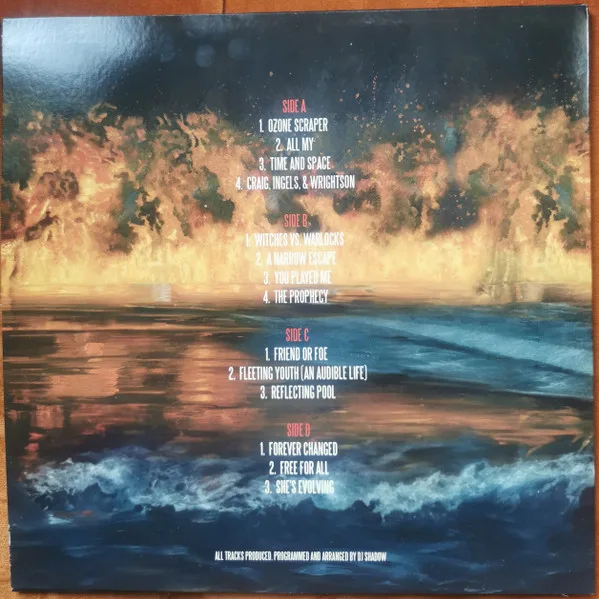 SIDE A
1. OZONE SCRAPER
2. ALL MY
3. TIME AND SPACE
4. CRAIG, INGELS, & WRIGHTSON
SIDE B
1. WITCHES VS. WARLOCKS
2. A NARROW ESCAPE
3. YOU PLAYED ME
4. THE PROPHECY
SIDE C
1. FRIEND OR FOE
2. FLEETING YOUTH (AN AUDIBLE LIFE)
3. REFLECTING POOL
SIDE D
1. FOREVER CHANGED
2. FREE FOR ALL
3. SHE'S EVOLVING
ALL TRACKS PRODUCED, PROGRAMMED AND ARRANGED BY DJ SHADOW